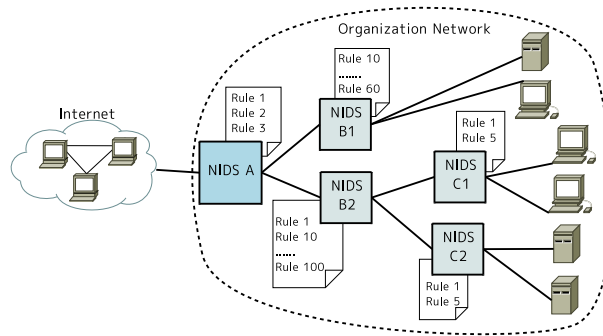 Organization Network
Internet
Rule 1
Rule 2
Rule 3
NIDS A
Rule 10
......
Rule 60
NIDS
B1
NIDS
B2
Rule 1
Rule 10
......
Rule 100
Rule 1
Rule 5
NIDS
C1
NIDS
C2
Rule 1
Rule 5